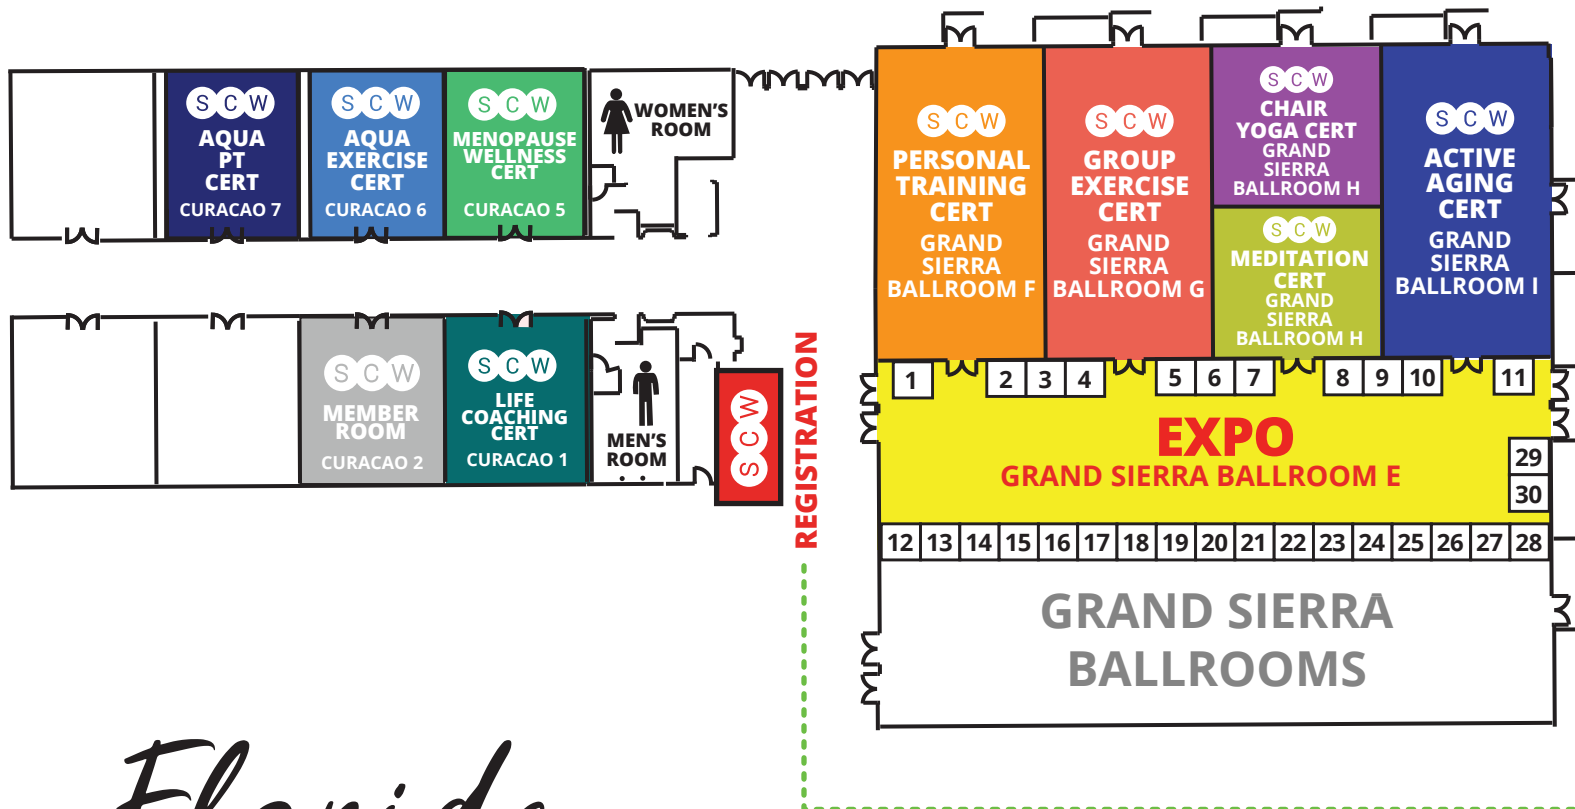 SCW
AQUA
PT
CERT
CURACAO 7
SCW
AQUA
EXERCISE
CERT
CURACAO 6
SCW
MENOPAUSE
WELLNESS
CERT
CURACAO 5
WOMEN'S
ROOM
SCW
PERSONAL
TRAINING
CERT
GRAND
SIERRA
BALLROOM F
SCW
GROUP
EXERCISE
CERT
GRAND
SIERRA
BALLROOM G
SCW
CHAIR
YOGA CERT
GRAND
SIERRA
BALLROOM H
SCW
MEDITATION
CERT
GRAND
SIERRA
BALLROOM H
SCW
ACTIVE
AGING
CERT
GRAND
SIERRA
BALLROOM I
SCW
MEMBER
ROOM
CURACAO 2
SCW
LIFE
COACHING
CERT
CURACAO 1
MEN'S
ROOM
SCW
REGISTRATION
1 2 3 4 5 6 7 8 9 10 11
EXPO
GRAND SIERRA BALLROOM E
29
30
12 13 14 15 16 17 18 19 20 21 22 23 24 25 26 27 28
GRAND SIERRA
BALLROOMS